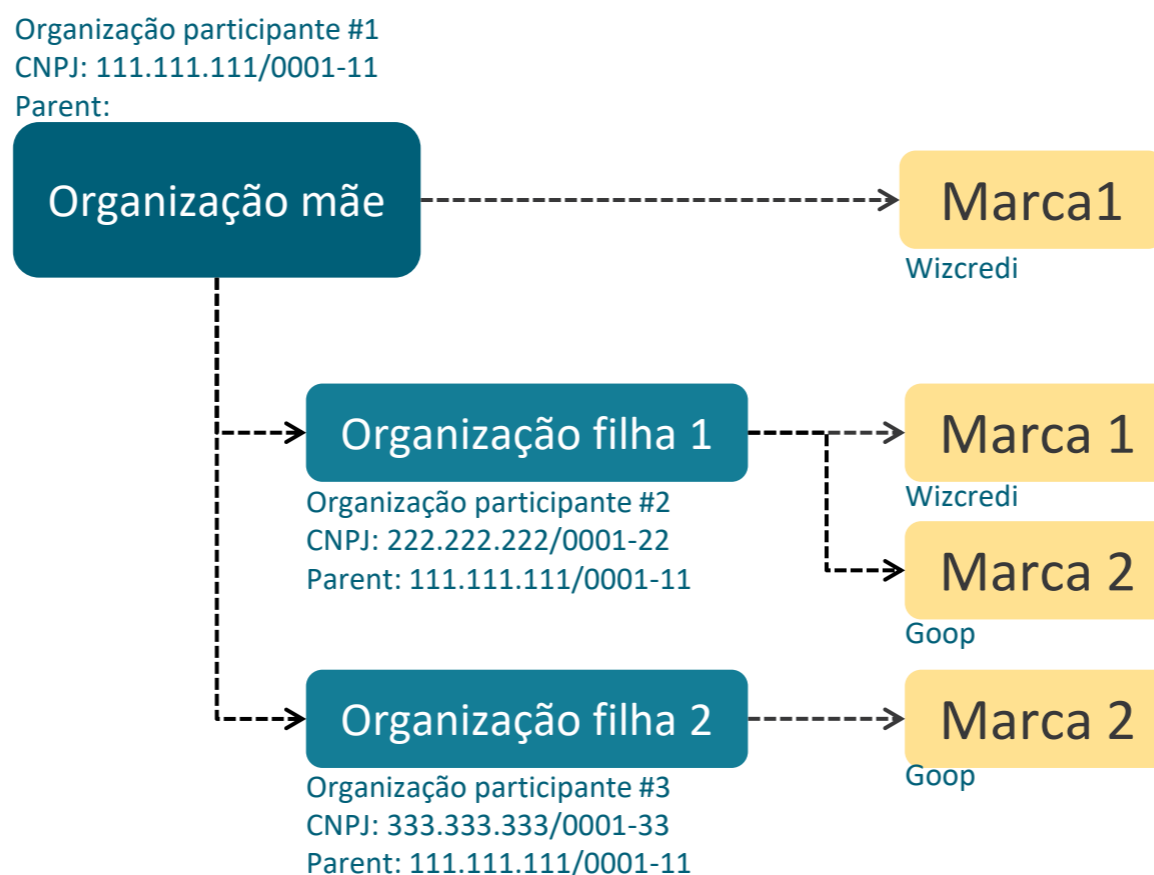 Organização participante #1
CNPJ: 111.111.111/0001-11
Parent:
Organização mãe
Marca1
Wizcredi
Organização filha 1
Marca 1
Wizcredi
Organização participante #2
CNPJ: 222.222.222/0001-22
Parent: 111.111.111/0001-11
Marca 2
Goop
Organização filha 2
Marca 2
Goop
Organização participante #3
CNPJ: 333.333.333/0001-33
Parent: 111.111.111/0001-11